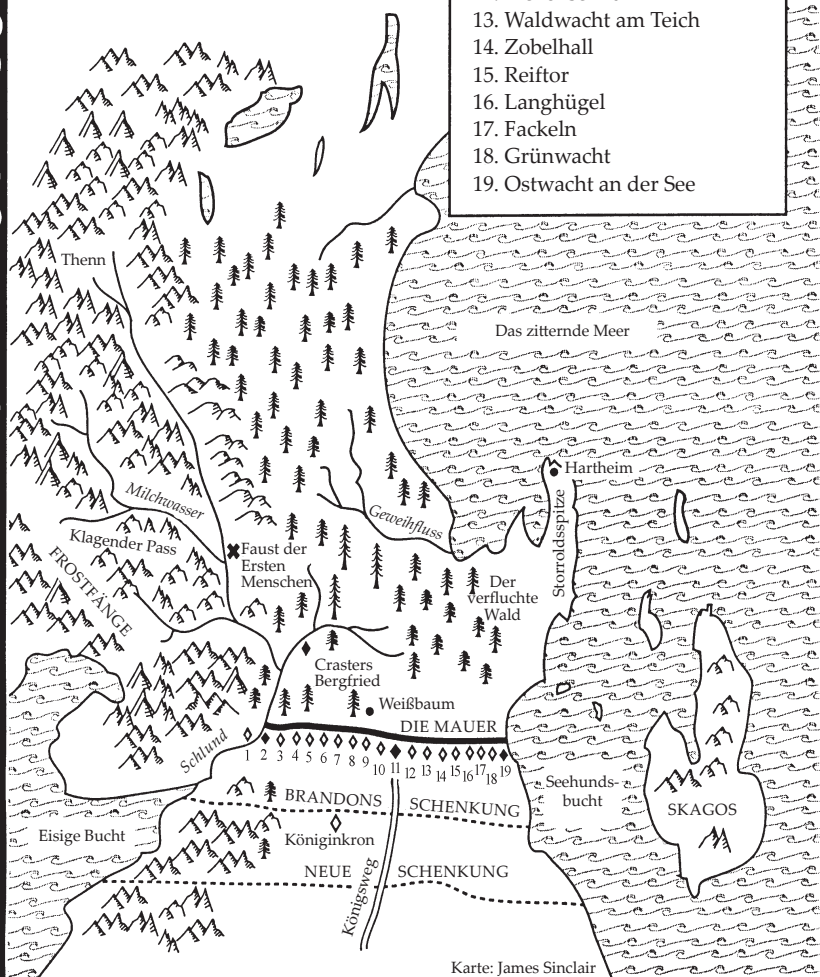 13. Waldwacht am Teich
14. Zobelhall
15. Reiftor
16. Langhügel
17. Fackeln
18. Grünwacht
19. Ostwacht an der See
Thenn
Das zitternde Meer
Hartheim
Milchwasser
Geweihfluss
Storroldsspitze
Klagender Pass
Faust der
Ersten
Menschen
FROSTFÄNGE
Der
verfluchte
Wald
Crasters
Bergfried
Weißbaum
DIE MAUER
Schlund
1 2 3 4 5 6 7 8 9 10 11 12 13 14 15 16 17 18 19
Seehunds-
bucht
SKAGOS
BRANDONS SCHENKUNG
Eisige Bucht
Königinkron
NEUE SCHENKUNG
Königsweg
Karte: James Sinclair